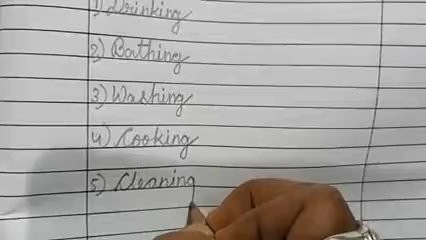 1) Drinking
2) Bathing
3) Washing
4) Cooking
5) Cleaning